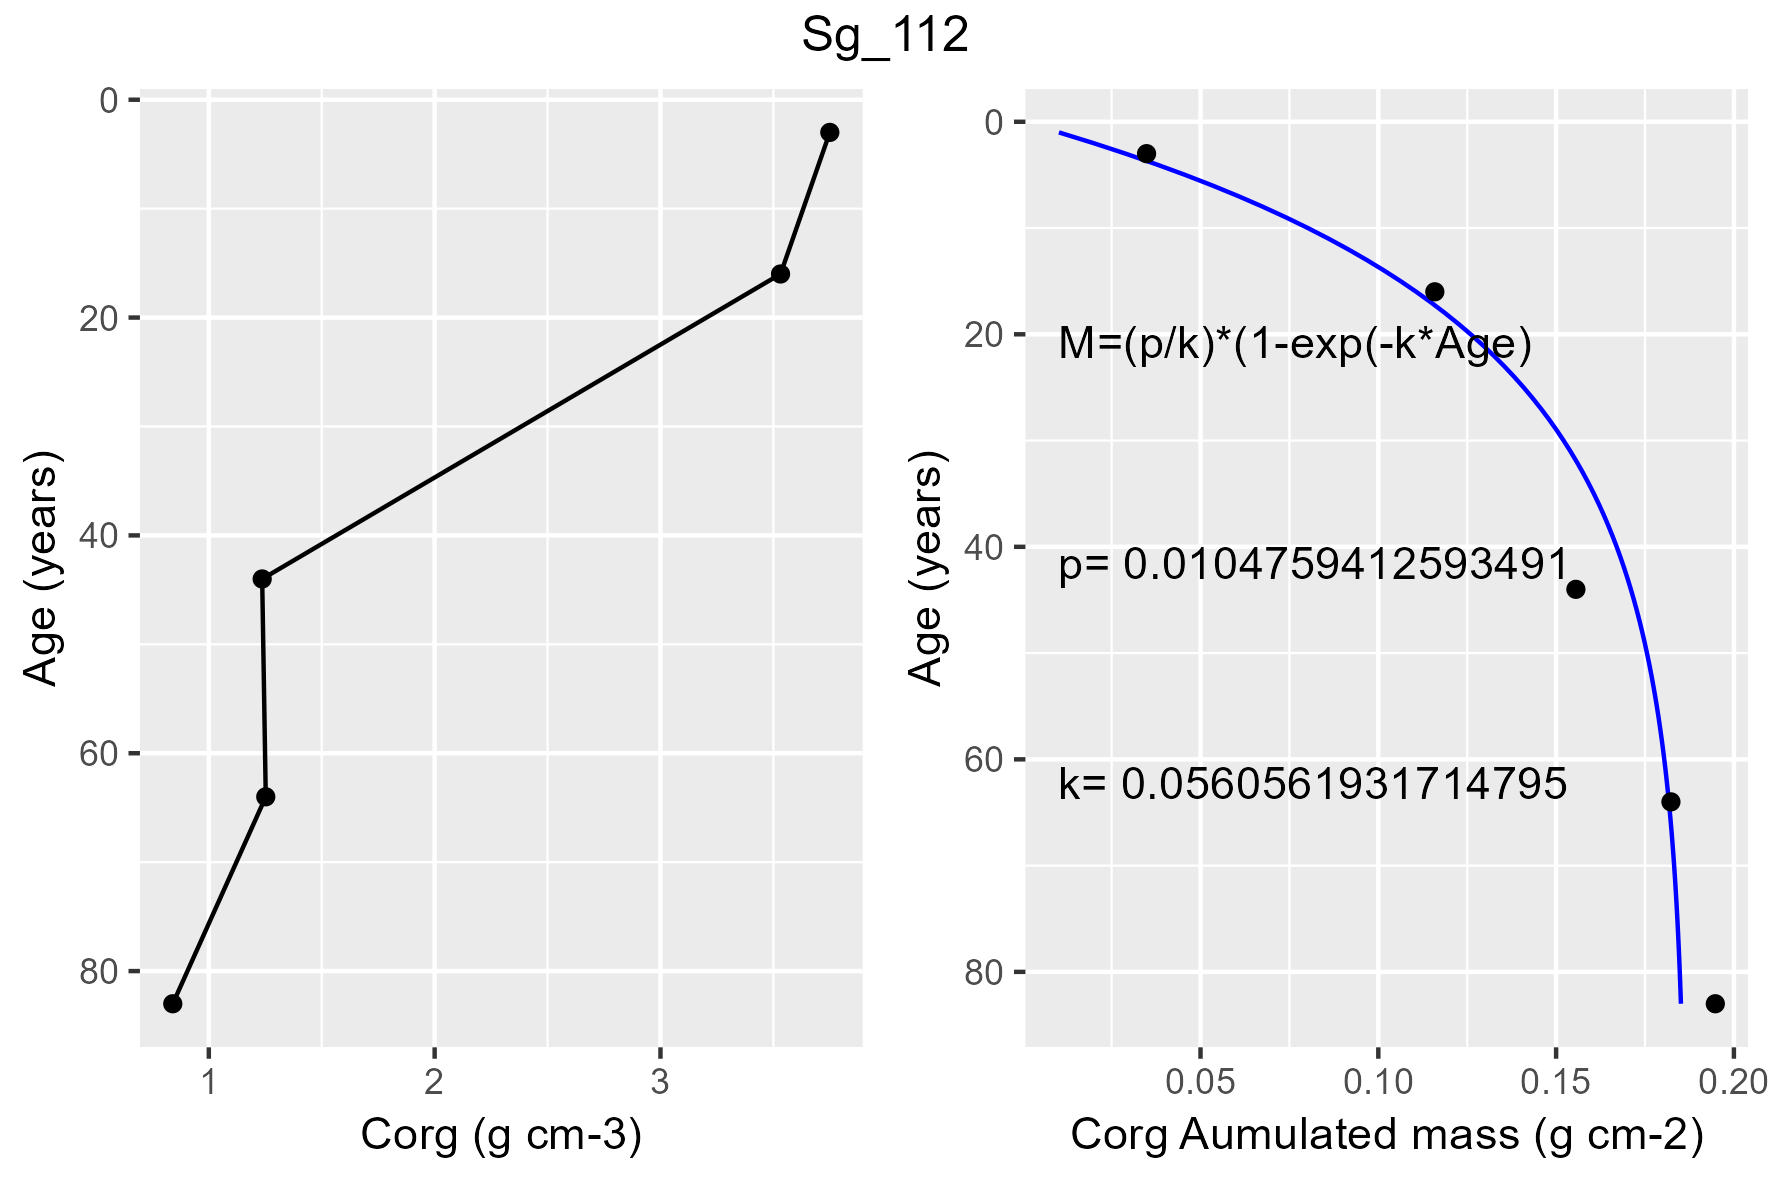 Sg_112
0
20
40
60
80
Age (years)
1
2
3
Corg (g cm-3)
0
20
40
60
80
Age (years)
M=(p/k)*(1-exp(-k*Age)
p= 0.0104759412593491
k= 0.0560561931714795
0.05
0.10
0.15
0.20
Corg Aumulated mass (g cm-2)